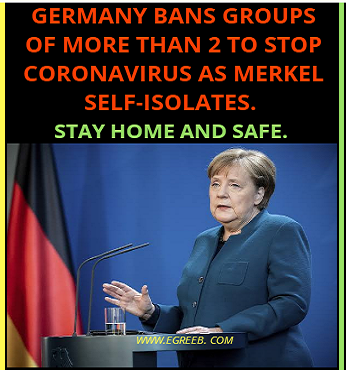 GERMANY BANS GROUPS
OF MORE THAN 2 TO STOP
CORONAVIRUS AS MERKEL
SELF-ISOLATES.
STAY HOME AND SAFE.
WWW.EGREEB. COM